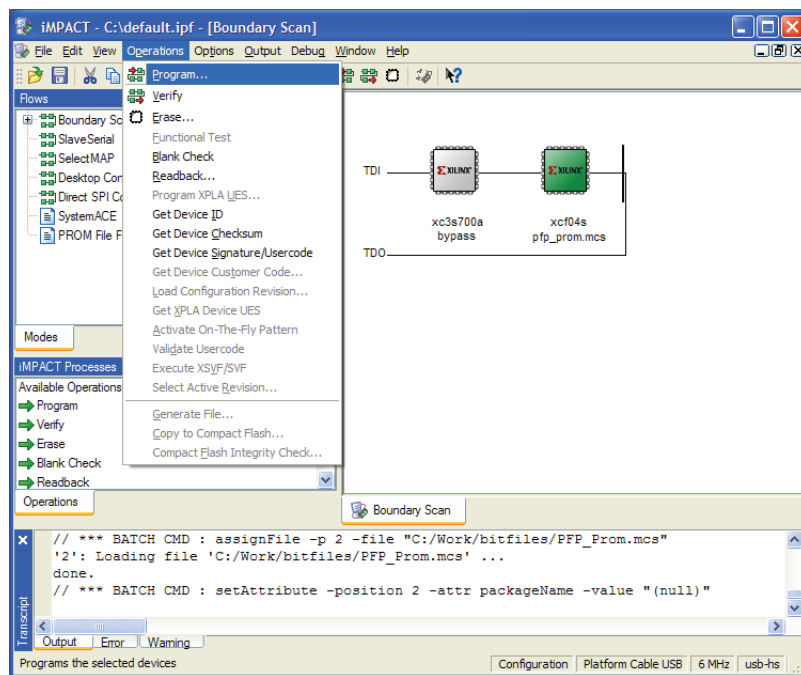 iMPACT - C:\default.ipf - [Boundary Scan]
File Edit View Operations Options Output Debug Window Help
Flows
Boundary Sc
SlaveSerial
SelectMAP
Desktop Con
Direct SPI Co
SystemACE
PROM File F
Modes
Program...
Verify
Erase...
Functional Test
Blank Check
Readback...
Program XPLA UES...
Get Device ID
Get Device Checksum
Get Device Signature/Usercode
Get Device Customer Code...
Load Configuration Revision...
Get XPLA Device UES
Activate On-The-Fly Pattern
Validate Usercode
Execute XSVF/SVF
Select Active Revision...
Generate File...
Copy to Compact Flash...
Compact Flash Integrity Check...
iMPACT Processes
Available Operations
Program
Verify
Erase
Blank Check
Readback
Operations
TDI
XILINX XILINX
xc3s700a xcf04s
bypass pfp_prom.mcs
TDO
Boundary Scan
// *** BATCH CMD : assignFile -p 2 -file "C:/Work/bitfiles/PFP_Prom.mcs"
'2': Loading file 'C:/Work/bitfiles/PFP_Prom.mcs' ...
done.
// *** BATCH CMD : setAttribute -position 2 -attr packageName -value "(null)"
Transcript
Output Error Warning
Programs the selected devices Configuration Platform Cable USB 6 MHz usb-hs